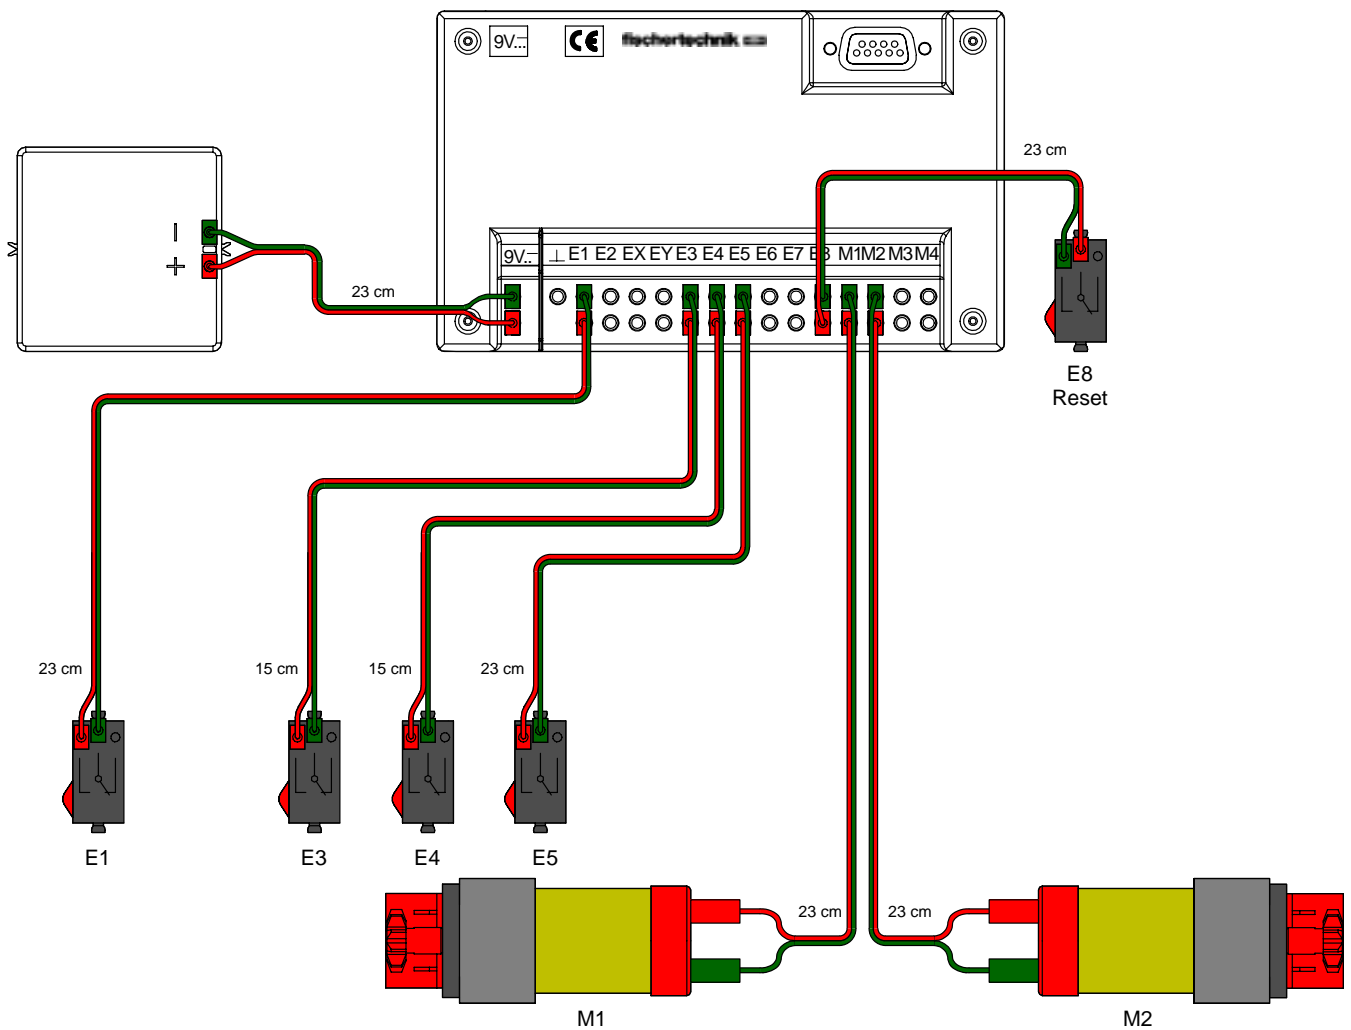 9V⎓ CE fischertechnik
23 cm
− 
+
9V⎓ ⊥ E1 E2 EX EY E3 E4 E5 E6 E7 E8 M1 M2 M3 M4
23 cm
E8
Reset
23 cm 15 cm 15 cm 23 cm
E1 E3 E4 E5
23 cm 23 cm
M1 M2